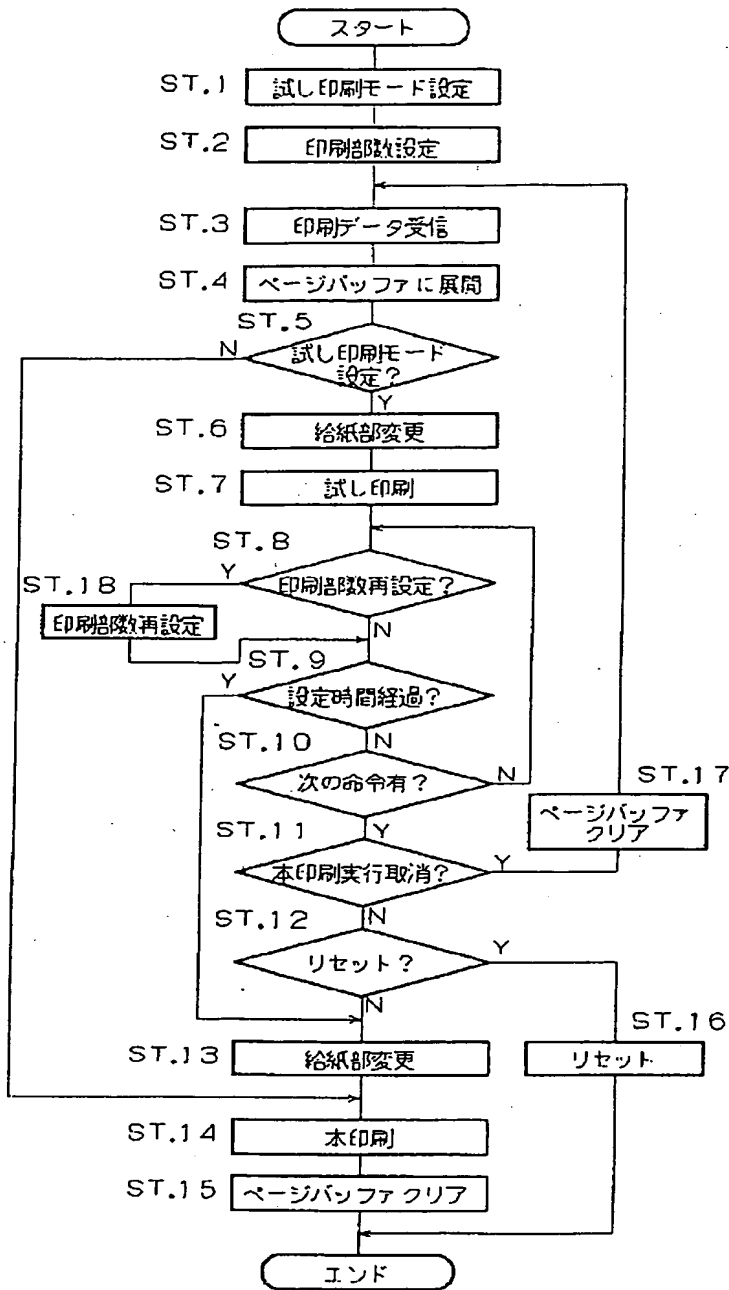 スタート
ST.1
試し印刷モード設定
ST.2
印刷部数設定
ST.3
印刷データ受信
ST.4
ページバッファに展開
ST.5
N
試し印刷モード
設定?
Y
ST.6
給紙部変更
ST.7
試し印刷
ST.8
Y
印刷部数再設定?
ST.18
印刷部数再設定
N
ST.9
Y
設定時間経過?
N
ST.10
次の命令有?
N
ST.17
ページバッファ
クリア
Y
ST.11
本印刷実行取消?
Y
N
ST.12
リセット?
Y
N
ST.16
リセット
ST.13
給紙部変更
ST.14
本印刷
ST.15
ページバッファクリア
エンド